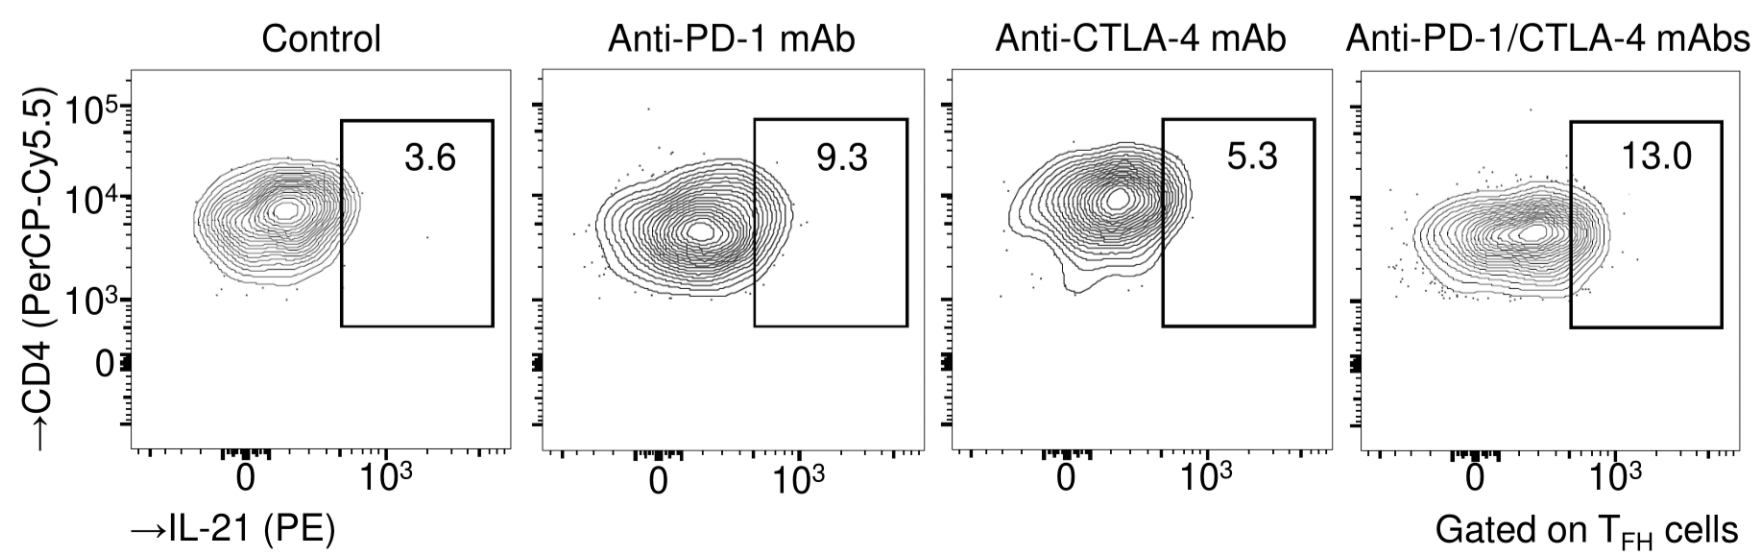 Control
Anti-PD-1 mAb
Anti-CTLA-4 mAb
Anti-PD-1/CTLA-4 mAbs
→CD4 (PerCP-Cy5.5)
10⁵
10⁴
10³
0
3.6
9.3
5.3
13.0
0 10³
0 10³
0 10³
0 10³
→IL-21 (PE)
Gated on TFH cells